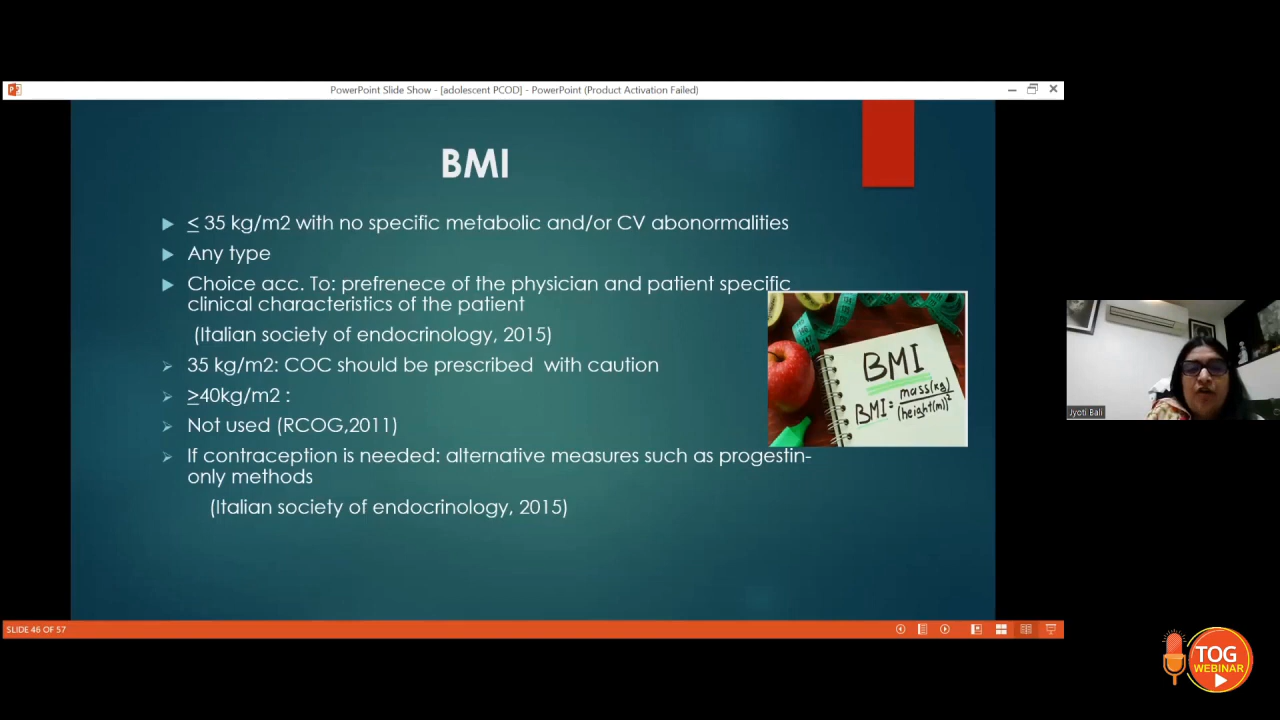 PowerPoint Slide Show - [adolescent PCOD] - PowerPoint (Product Activation Failed)
BMI
≤ 35 kg/m2 with no specific metabolic and/or CV abonormalities
Any type
Choice acc. To: prefrenece of the physician and patient specific
clinical characteristics of the patient
(Italian society of endocrinology, 2015)
35 kg/m2: COC should be prescribed with caution
≥40kg/m2 :
Not used (RCOG,2011)
If contraception is needed: alternative measures such as progestin-
only methods
(Italian society of endocrinology, 2015)
BMI
BMI = mass(kg)
(height(m))²
Jyoti Bali
SLIDE 46 OF 57
TOG
WEBINAR